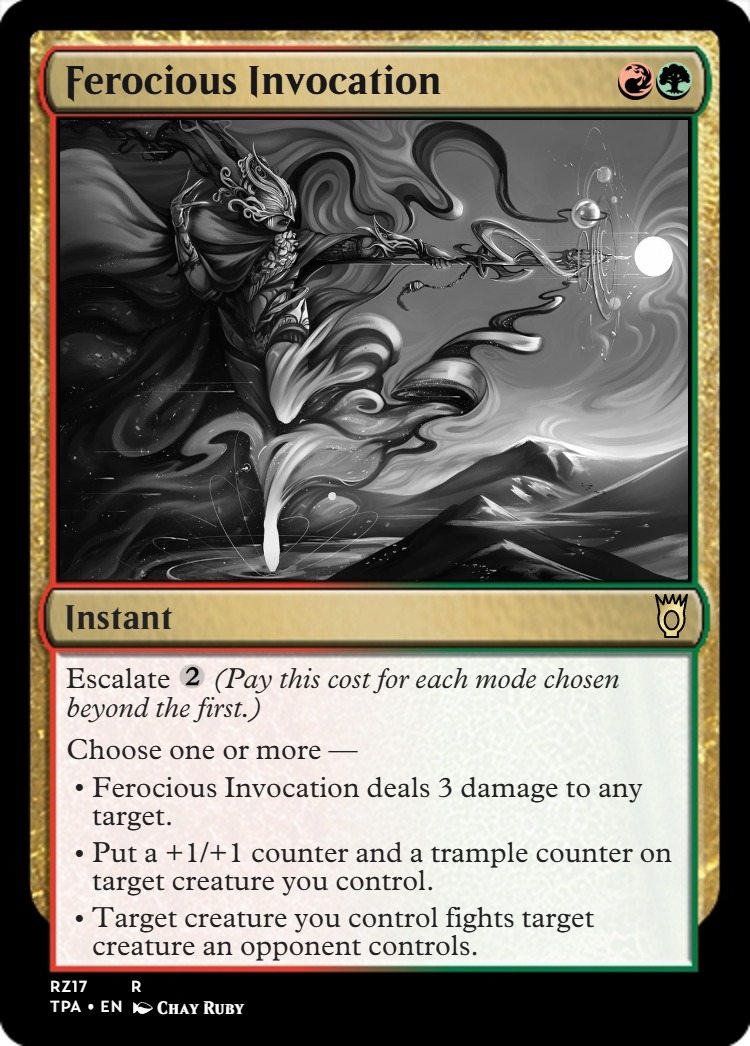 Ferocious Invocation
Instant
Escalate 2 (Pay this cost for each mode chosen
beyond the first.)
Choose one or more —
• Ferocious Invocation deals 3 damage to any
target.
• Put a +1/+1 counter and a trample counter on
target creature you control.
• Target creature you control fights target
creature an opponent controls.
RZ17 R
TPA • EN Chay Ruby